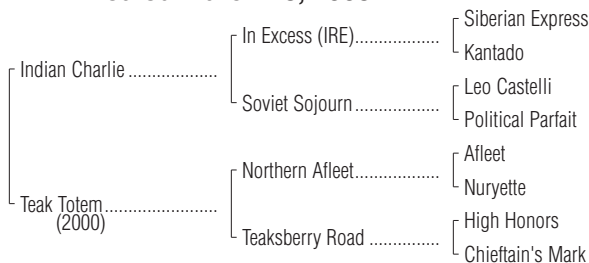 In Excess (IRE)................... Siberian Express
Kantado
Indian Charlie ....................
Soviet Sojourn................... Leo Castelli
Political Parfait
Northern Afleet................... Afleet
Nuryette
Teak Totem.........................
(2000)
Teaksberry Road ................ High Honors
Chieftain's Mark